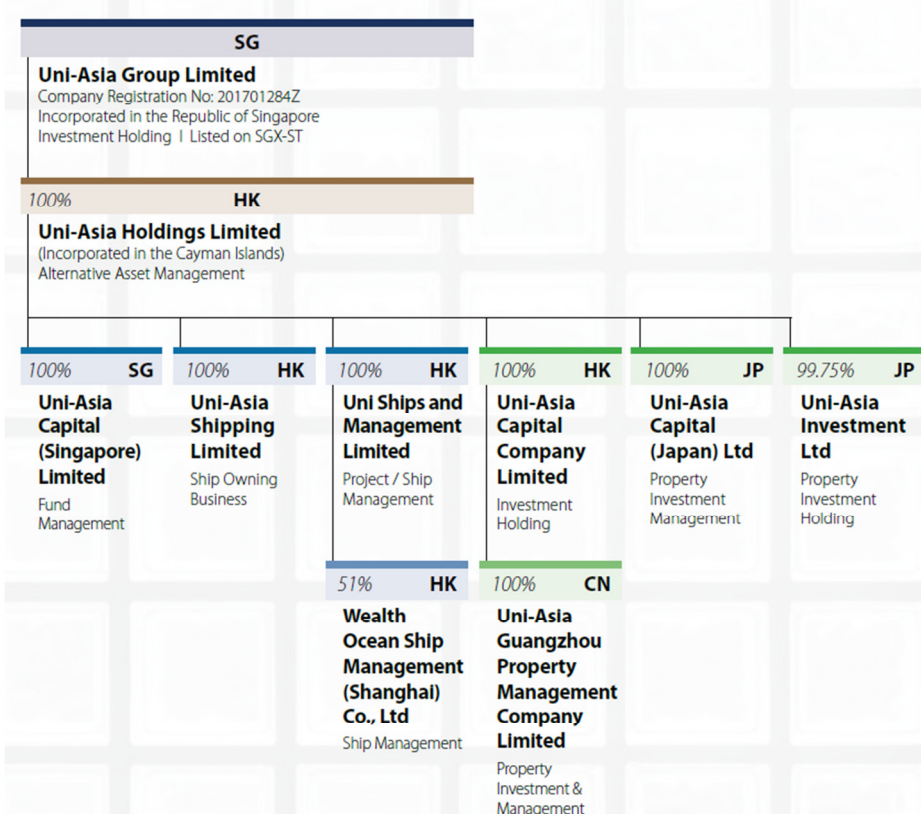 SG
Uni-Asia Group Limited
Company Registration No: 201701284Z
Incorporated in the Republic of Singapore
Investment Holding | Listed on SGX-ST
100% HK
Uni-Asia Holdings Limited
(Incorporated in the Cayman Islands)
Alternative Asset Management
100% SG
Uni-Asia
Capital
(Singapore)
Limited
Fund
Management
100% HK
Uni-Asia
Shipping
Limited
Ship Owning
Business
100% HK
Uni Ships and
Management
Limited
Project / Ship
Management
100% HK
Uni-Asia
Capital
Company
Limited
Investment
Holding
100% JP
Uni-Asia
Capital
(Japan) Ltd
Property
Investment
Management
99.75% JP
Uni-Asia
Investment
Ltd
Property
Investment
Holding
51% HK
Wealth
Ocean Ship
Management
(Shanghai)
Co., Ltd
Ship Management
100% CN
Uni-Asia
Guangzhou
Property
Management
Company
Limited
Property
Investment &
Management